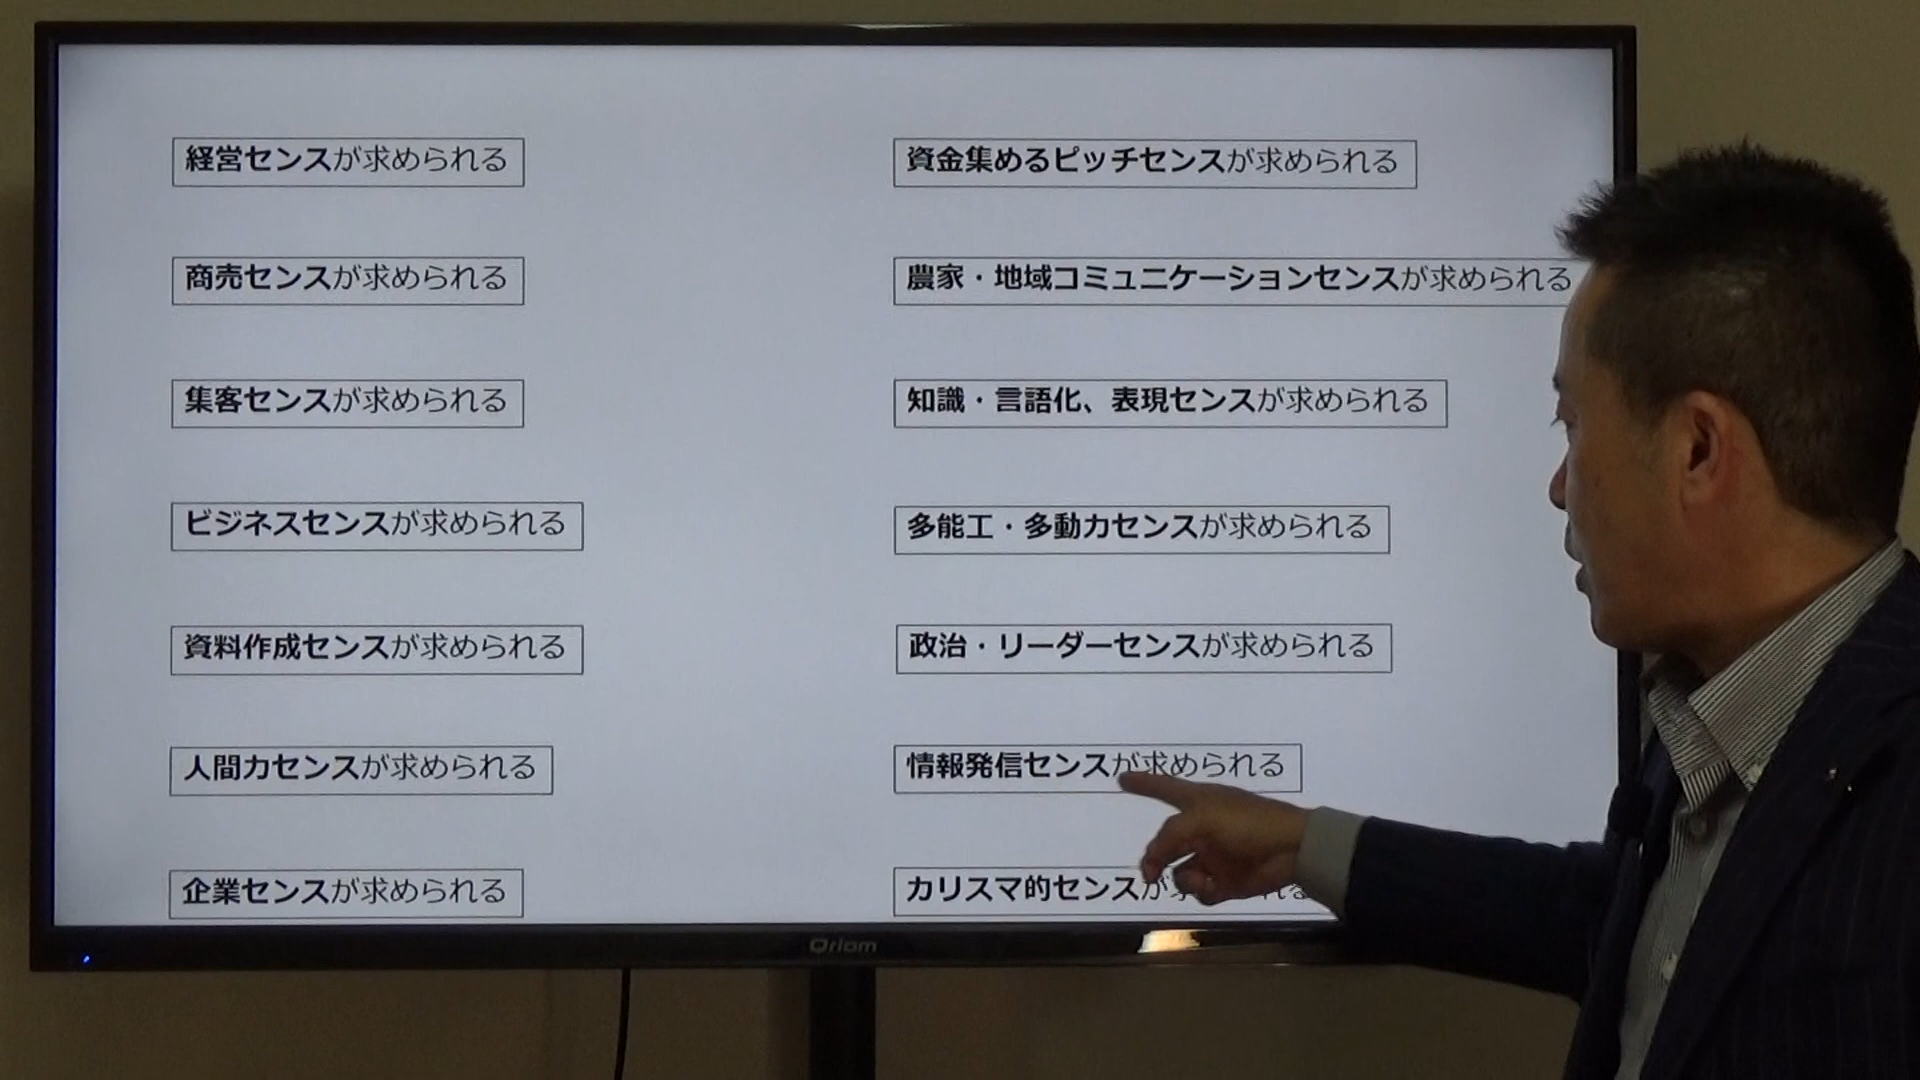 経営センスが求められる
商売センスが求められる
集客センスが求められる
ビジネスセンスが求められる
資料作成センスが求められる
人間力センスが求められる
企業センスが求められる
資金集めるピッチセンスが求められる
農家・地域コミュニケーションセンスが求められる
知識・言語化、表現センスが求められる
多能工・多動力センスが求められる
政治・リーダーセンスが求められる
情報発信センスが求められる
カリスマ的センスが
Qriom